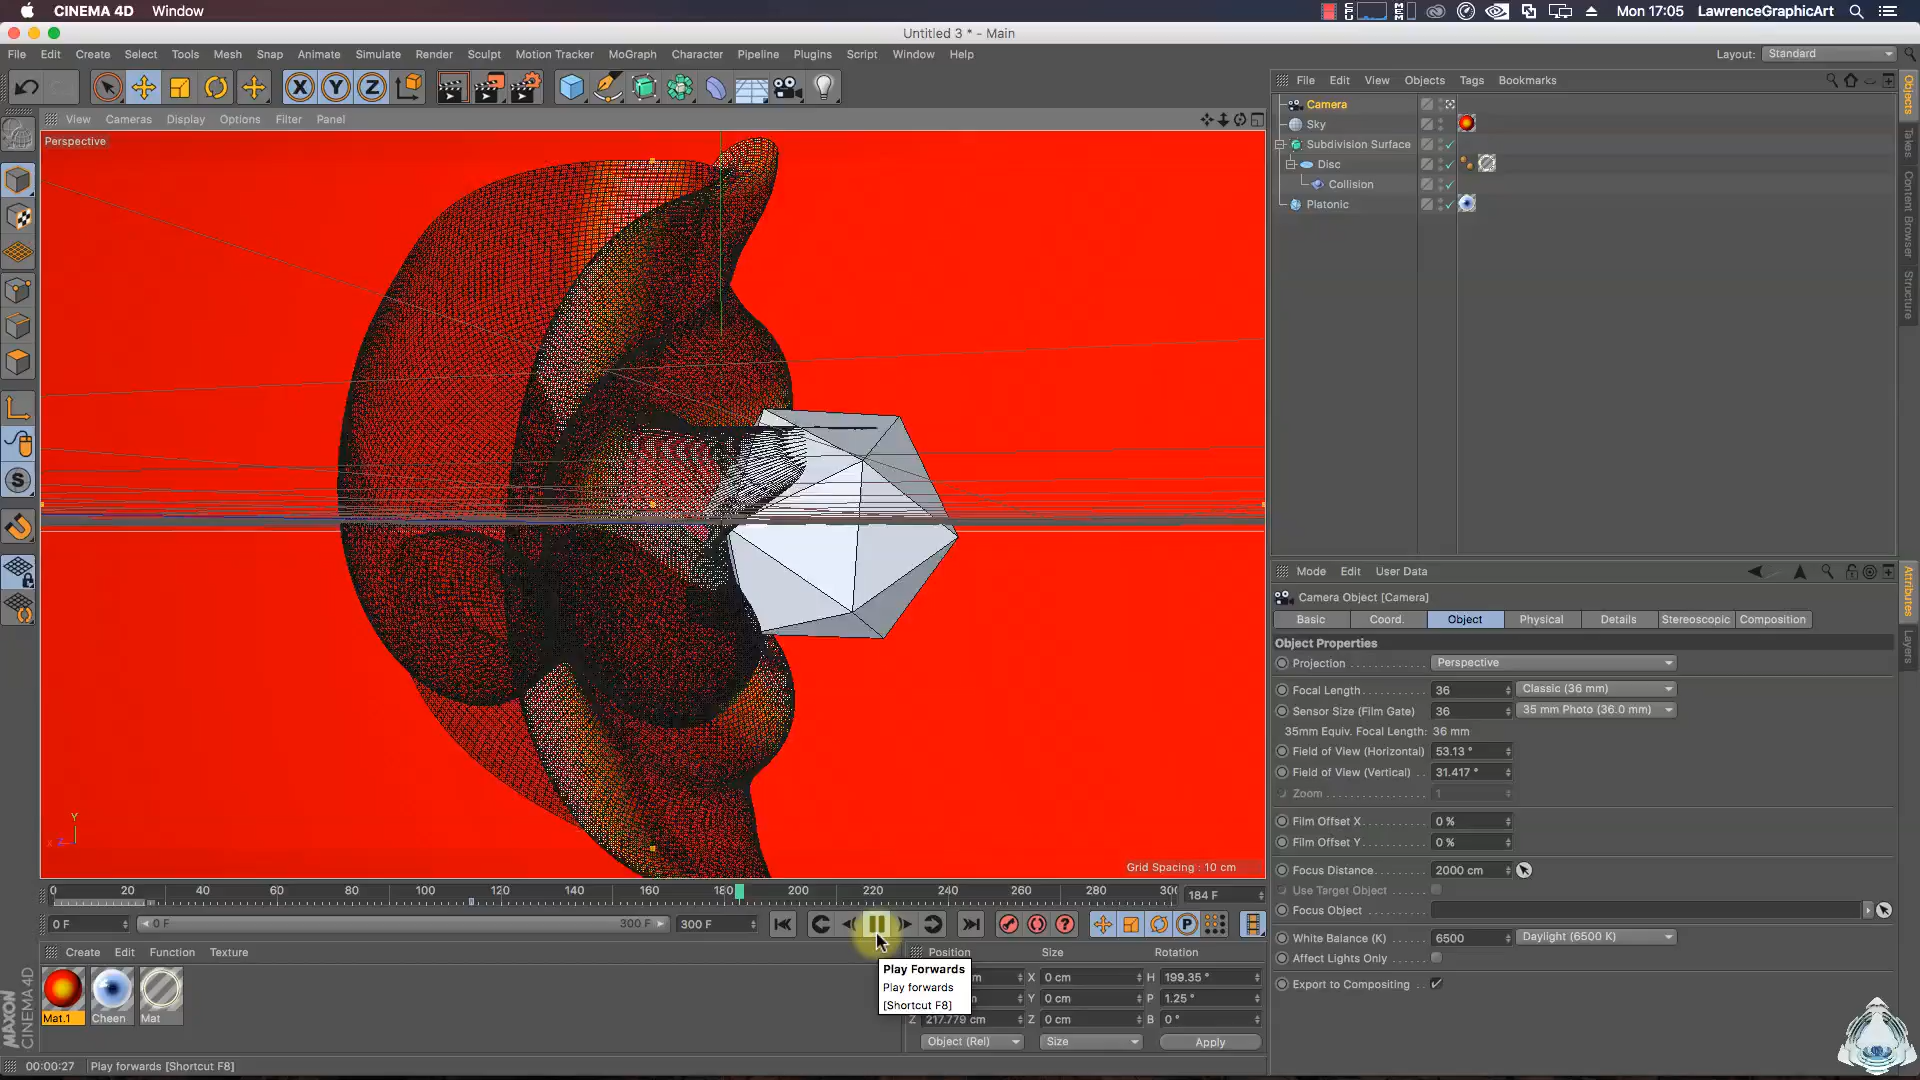 CINEMA 4D Window
Mon 17:05 LawrenceGraphicArt
Untitled 3 * - Main
File Edit Create Select Tools Mesh Snap Animate Simulate Render Sculpt Motion Tracker MoGraph Character Pipeline Plugins Script Window Help
Layout: Standard
File Edit View Objects Tags Bookmarks
View Cameras Display Options Filter Panel
Perspective
Camera
Sky
Subdivision Surface
Disc
Collision
Platonic
Objects
Takes
Content Browser
Structure
Mode Edit User Data
Camera Object [Camera]
Basic Coord. Object Physical Details Stereoscopic Composition
Object Properties
Projection Perspective
Focal Length 36 Classic (36 mm)
Sensor Size (Film Gate) 36 35 mm Photo (36.0 mm)
35mm Equiv. Focal Length: 36 mm
Field of View (Horizontal) 53.13 °
Field of View (Vertical) 31.417 °
Zoom 1
Film Offset X 0 %
Film Offset Y 0 %
Focus Distance 2000 cm
Use Target Object
Focus Object
White Balance (K) 6500 Daylight (6500 K)
Affect Lights Only
Export to Compositing
Attributes
Layers
Y
Grid Spacing : 10 cm
0 20 40 60 80 100 120 140 160 180 200 220 240 260 280 184 F
0 F 0 F 300 F 300 F
Create Edit Function Texture
Mat.1 Cheen Mat
MAXON CINEMA 4D
Position Size Rotation
X 0 cm H 199.35 °
Y 0 cm P 1.25 °
Z 217.779 cm Z 0 cm B 0 °
Object (Rel) Size Apply
Play Forwards
Play forwards
[Shortcut F8]
00:00:27 Play forwards [Shortcut F8]